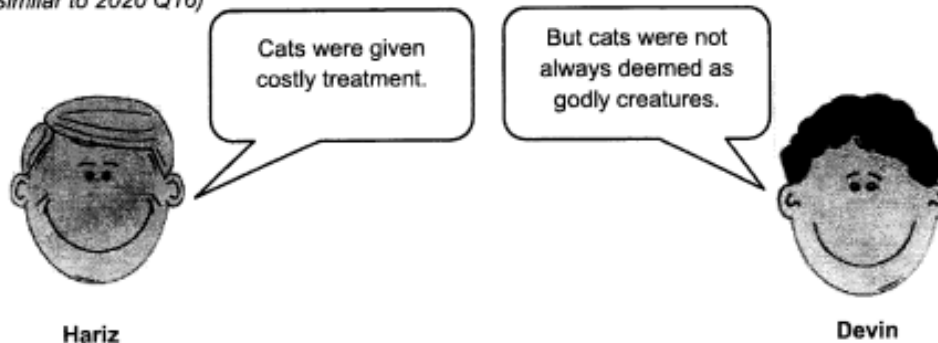 similar to 2020 Q16)
Cats were given
costly treatment.
But cats were not
always deemed as
godly creatures.
Hariz
Devin